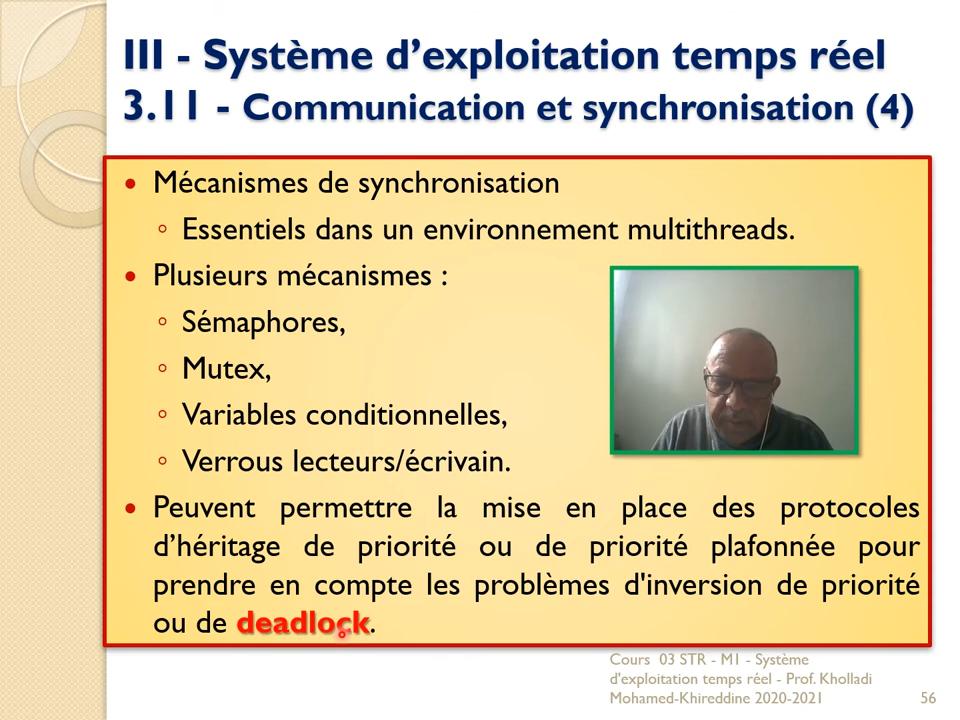 III - Système d’exploitation temps réel
3.11 - Communication et synchronisation (4)
• Mécanismes de synchronisation
◦ Essentiels dans un environnement multithreads.
• Plusieurs mécanismes :
◦ Sémaphores,
◦ Mutex,
◦ Variables conditionnelles,
◦ Verrous lecteurs/écrivain.
• Peuvent permettre la mise en place des protocoles
d’héritage de priorité ou de priorité plafonnée pour
prendre en compte les problèmes d'inversion de priorité
ou de deadlock.
Cours 03 STR - M1 - Système
d'exploitation temps réel - Prof. Kholladi
Mohamed-Khireddine 2020-2021
56